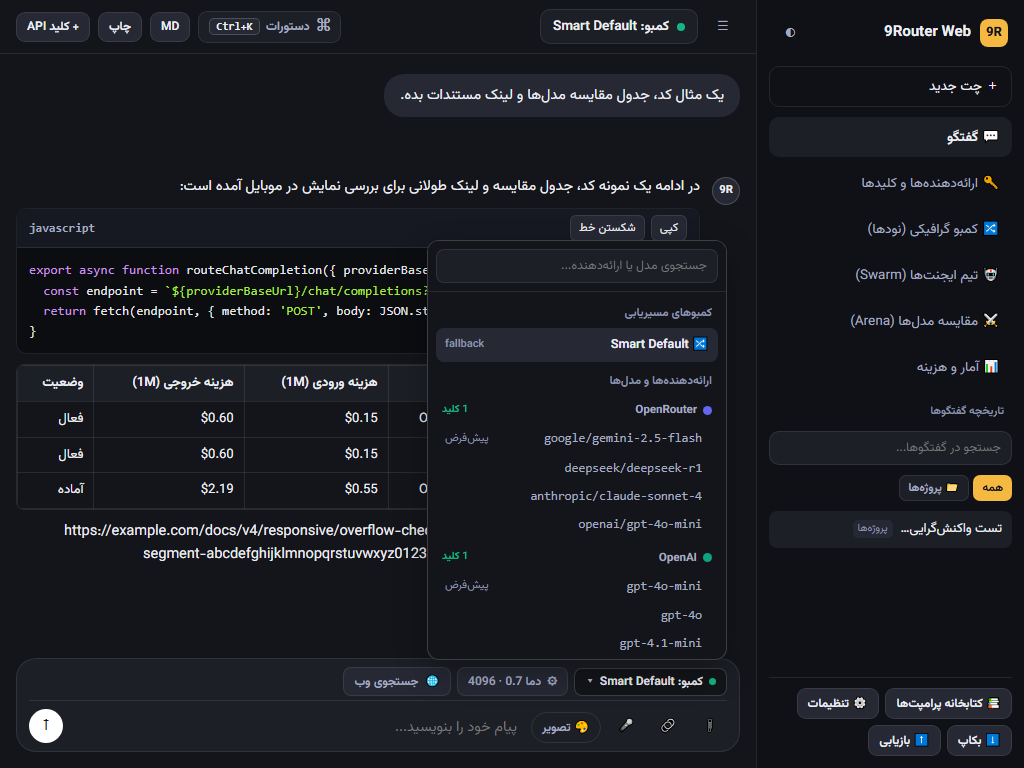 9R 9Router Web
+ چت جدید
گفتگو
ارائه‌دهنده‌ها و کلیدها
کمبو گرافیکی (نودها)
تیم ایجنت‌ها (Swarm)
مقایسه مدل‌ها (Arena)
آمار و هزینه
تاریخچه گفتگوها
جستجو در گفتگوها...
همه پروژه‌ها
تست واکنش‌گرایی... پروژه‌ها
کتابخانه پرامپت‌ها تنظیمات
بکاپ بازیابی
کمبو: Smart Default
⌘ دستورات Ctrl+K
MD
چاپ
+ کلید API
یک مثال کد، جدول مقایسه مدل‌ها و لینک مستندات بده.
9R
در ادامه یک نمونه کد، جدول مقایسه و لینک طولانی برای بررسی نمایش در موبایل آمده است:
کپی شکستن خط javascript
export async function routeChatCompletion({ providerBase
const endpoint = `${providerBaseUrl}/chat/completions?
return fetch(endpoint, { method: 'POST', body: JSON.st
}
هزینه ورودی (1M) هزینه خروجی (1M) وضعیت
O $0.15 $0.60 فعال
$0.15 $0.60 فعال
O $0.55 $2.19 آماده
https://example.com/docs/v4/responsive/overflow-chec
segment-abcdefghijklmnopqrstuvwxyz0123
جستجوی مدل یا ارائه‌دهنده...
کمبوهای مسیریابی
Smart Default fallback
ارائه‌دهنده‌ها و مدل‌ها
OpenRouter 1 کلید
google/gemini-2.5-flash پیش‌فرض
deepseek/deepseek-r1
anthropic/claude-sonnet-4
openai/gpt-4o-mini
OpenAI 1 کلید
gpt-4o-mini پیش‌فرض
gpt-4o
gpt-4.1-mini
کمبو: Smart Default
دما 0.7 · 4096
جستجوی وب
تصویر
پیام خود را بنویسید...